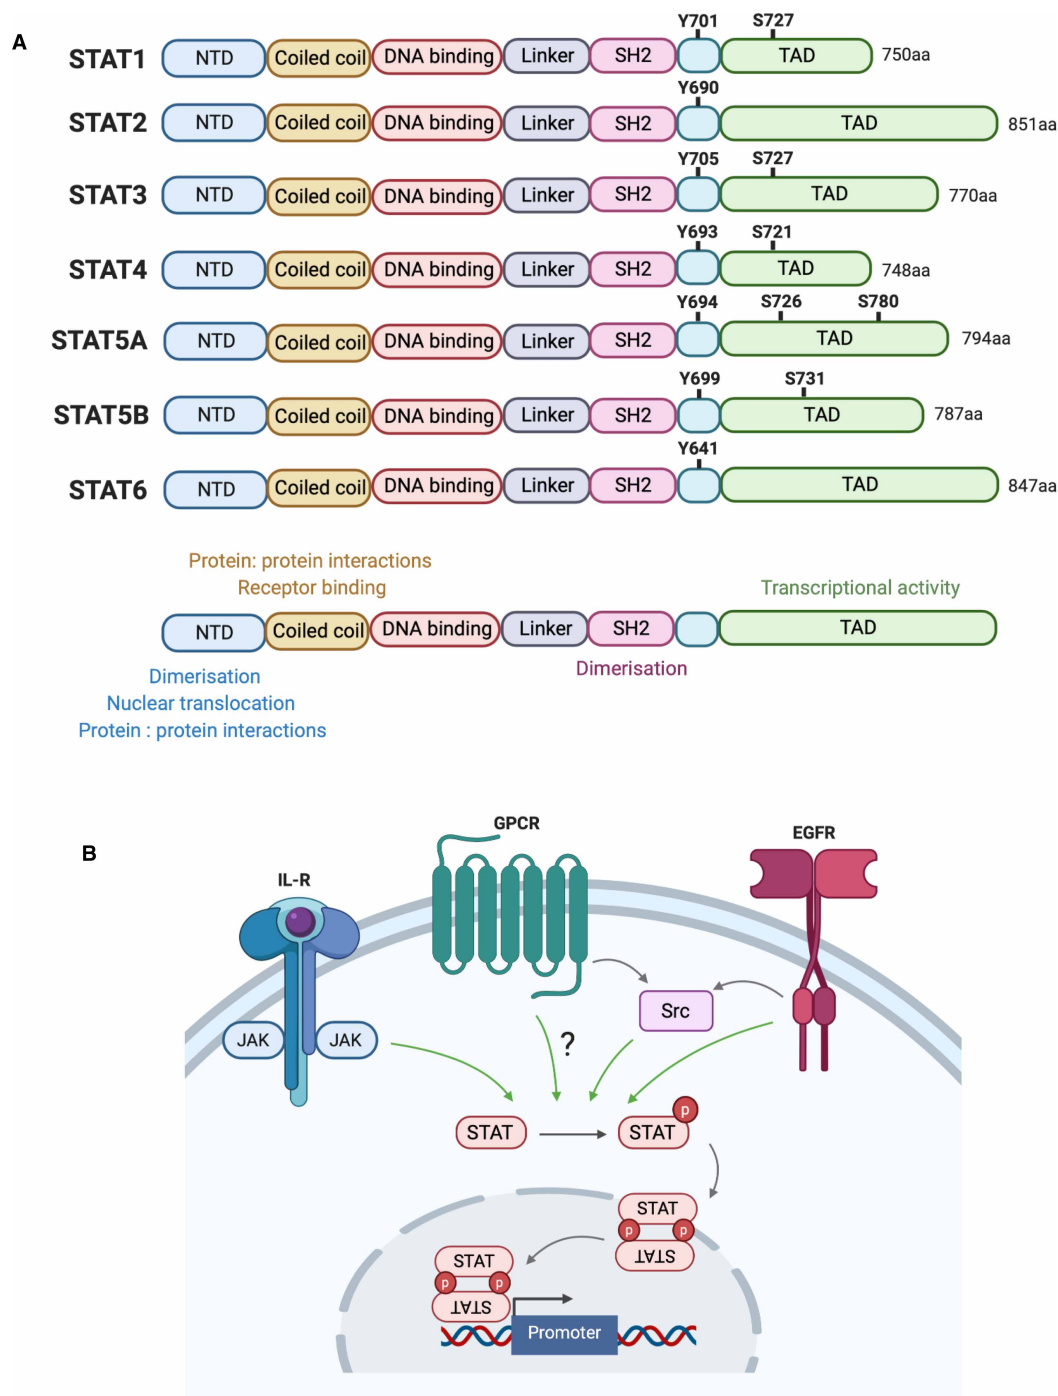 A
Y701 S727
STAT1 NTD Coiled coil DNA binding Linker SH2 TAD 750aa
Y690
STAT2 NTD Coiled coil DNA binding Linker SH2 TAD 851aa
Y705 S727
STAT3 NTD Coiled coil DNA binding Linker SH2 TAD 770aa
Y693 S721
STAT4 NTD Coiled coil DNA binding Linker SH2 TAD 748aa
Y694 S726 S780
STAT5A NTD Coiled coil DNA binding Linker SH2 TAD 794aa
Y699 S731
STAT5B NTD Coiled coil DNA binding Linker SH2 TAD 787aa
Y641
STAT6 NTD Coiled coil DNA binding Linker SH2 TAD 847aa
Protein: protein interactions
Receptor binding Transcriptional activity
NTD Coiled coil DNA binding Linker SH2 TAD
Dimerisation
Dimerisation
Nuclear translocation
Protein : protein interactions
B
GPCR
EGFR
IL-R
Src
JAK JAK
?
p
STAT STAT
STAT
p p
STAT
STAT
p p
STAT
Promoter